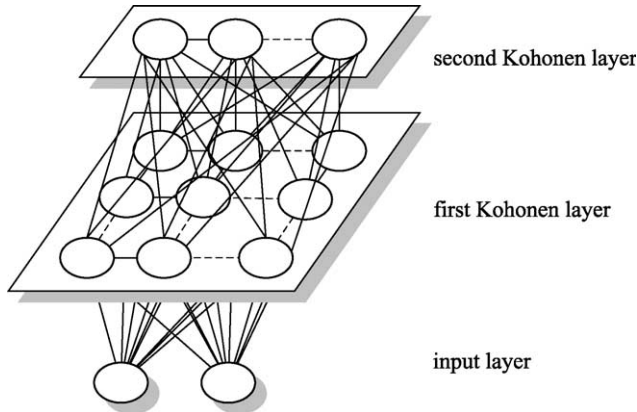 second Kohonen layer
first Kohonen layer
input layer